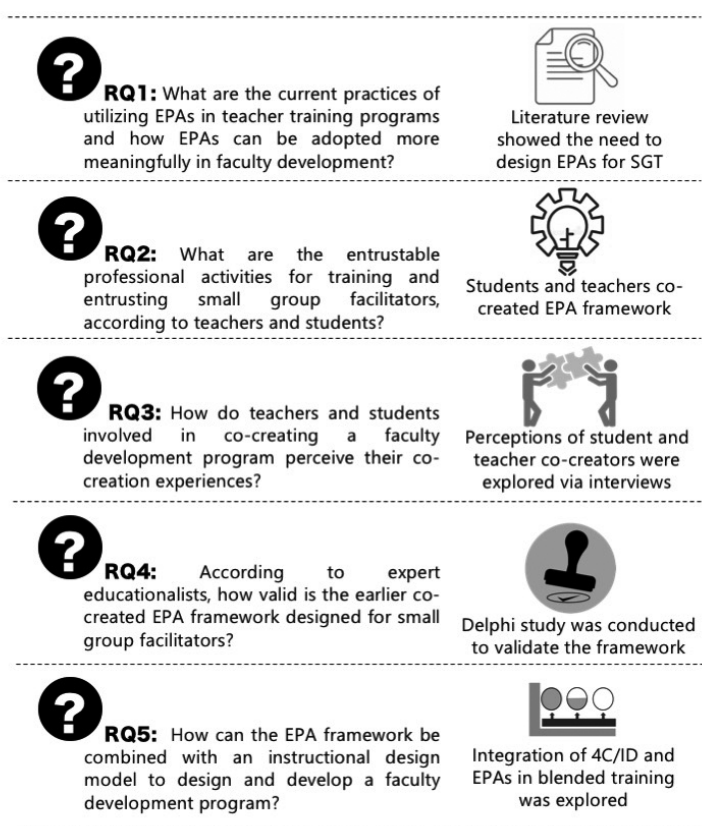 RQ1: What are the current practices of
utilizing EPAs in teacher training programs
and how EPAs can be adopted more
meaningfully in faculty development?
Literature review
showed the need to
design EPAs for SGT
RQ2: What are the entrustable
professional activities for training and
entrusting small group facilitators,
according to teachers and students?
Students and teachers co-
created EPA framework
RQ3: How do teachers and students
involved in co-creating a faculty
development program perceive their co-
creation experiences?
Perceptions of student and
teacher co-creators were
explored via interviews
RQ4: According to expert
educationalists, how valid is the earlier co-
created EPA framework designed for small
group facilitators?
Delphi study was conducted
to validate the framework
RQ5: How can the EPA framework be
combined with an instructional design
model to design and develop a faculty
development program?
Integration of 4C/ID and
EPAs in blended training
was explored